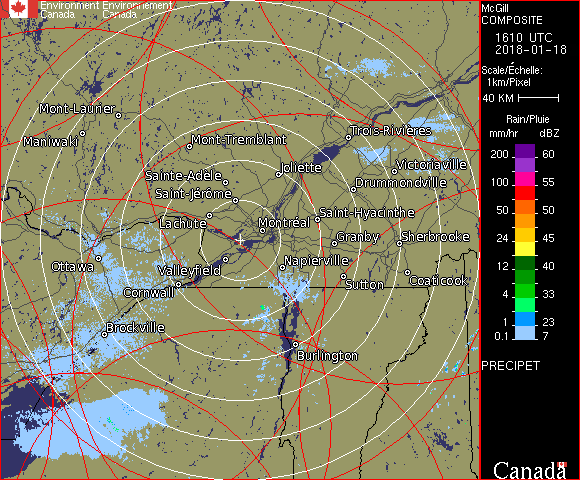 Environment Environnement
Canada Canada
McGill
COMPOSITE
1610 UTC
2018-01-18
Scale/Échelle:
1km/Pixel
40 KM
Rain/Pluie
mm/hr dBZ
200 60
155
100 55
50 50
24 45
12 40
4 33
1 23
0.1 7
PRECIPET
Canada
Mont-Laurier
Maniwaki
Mont-Tremblant
Trois-Rivières
Sainte-Adèle
Joliette
Victoriaville
Saint-Jérôme
Drummondville
Lachute
Montréal
Saint-Hyacinthe
Granby
Sherbrooke
Ottawa
Valleyfield
Napierville
Sutton
Coaticook
Cornwall
Brockville
Burlington